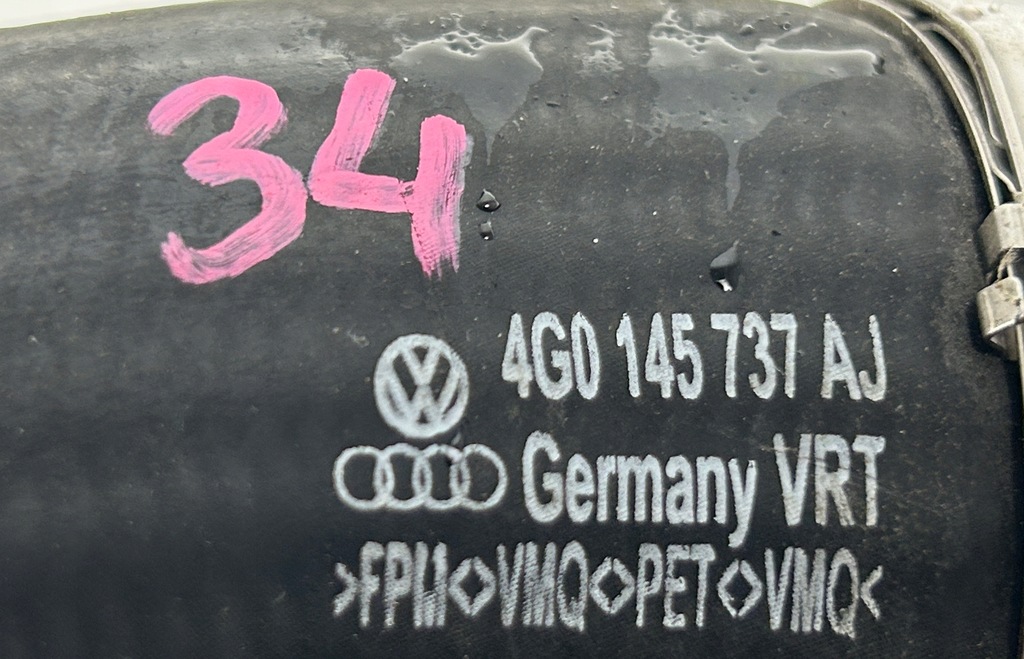 34
4G0 145 737 AJ
Germany VRT
>FPM◇VMQ◇PET◇VMQ<